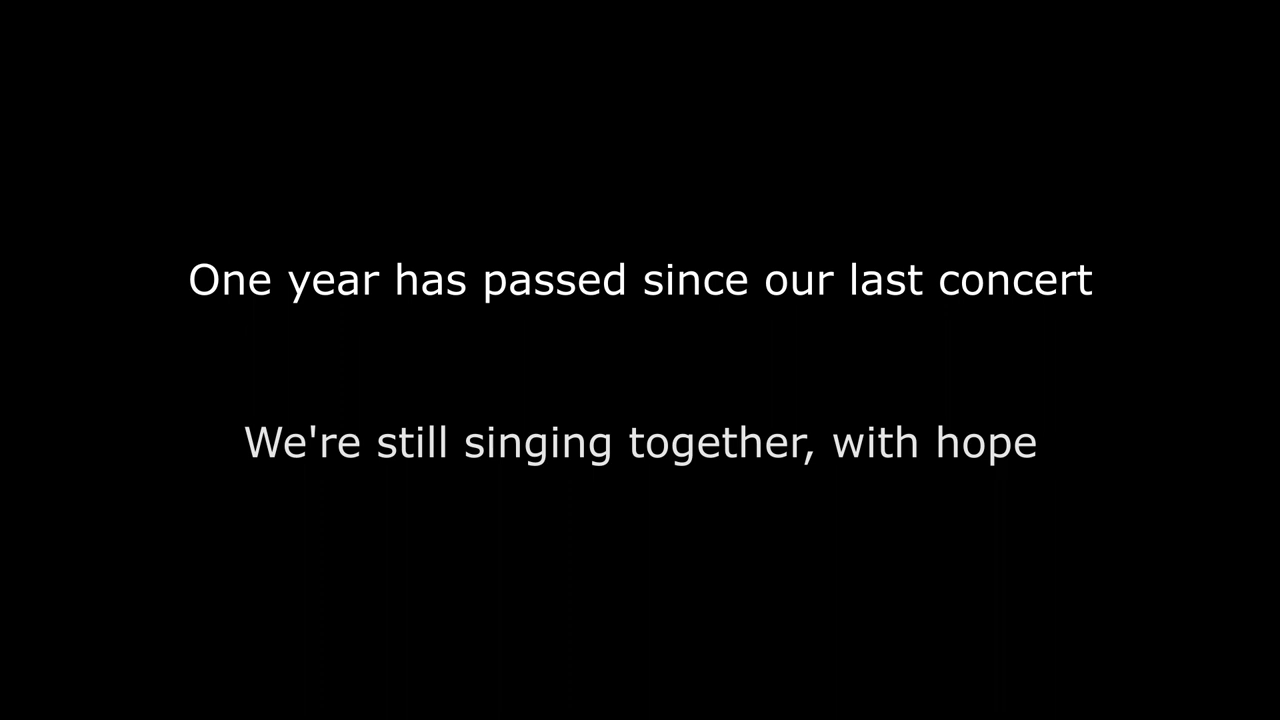 One year has passed since our last concert
We're still singing together, with hope